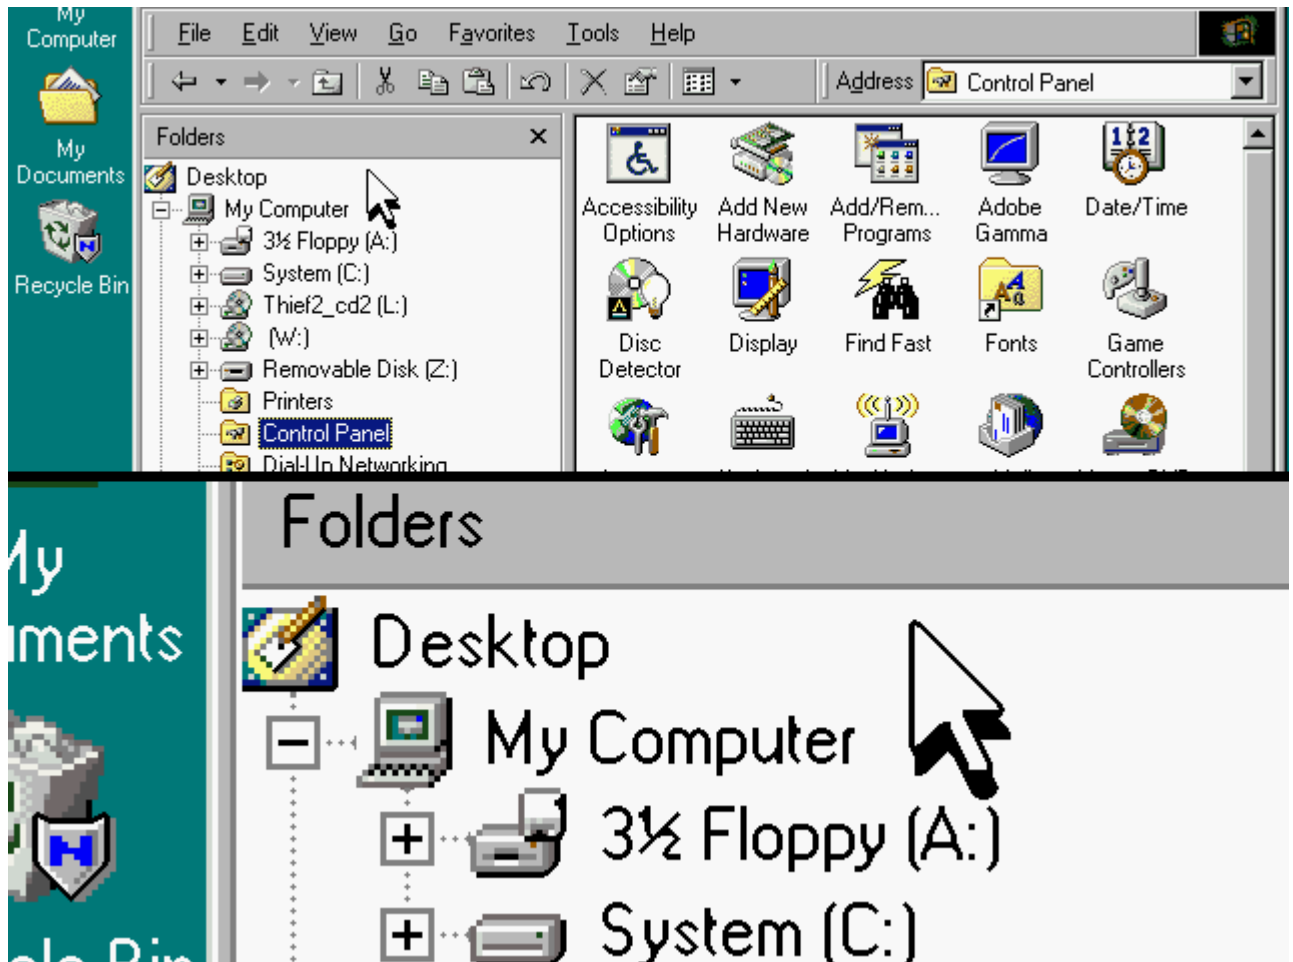 My
Computer
My
Documents
Recycle Bin
File Edit View Go Favorites Tools Help
Address Control Panel
Folders
Desktop
My Computer
3½ Floppy (A:)
System (C:)
Thief2_cd2 (L:)
(W:)
Removable Disk (Z:)
Printers
Control Panel
Dial-Up Networking
Accessibility
Options
Add New
Hardware
Add/Rem...
Programs
Adobe
Gamma
Date/Time
Disc
Detector
Display
Find Fast
Fonts
Game
Controllers
My
uments
Folders
Desktop
My Computer
3½ Floppy (A:)
System (C:)